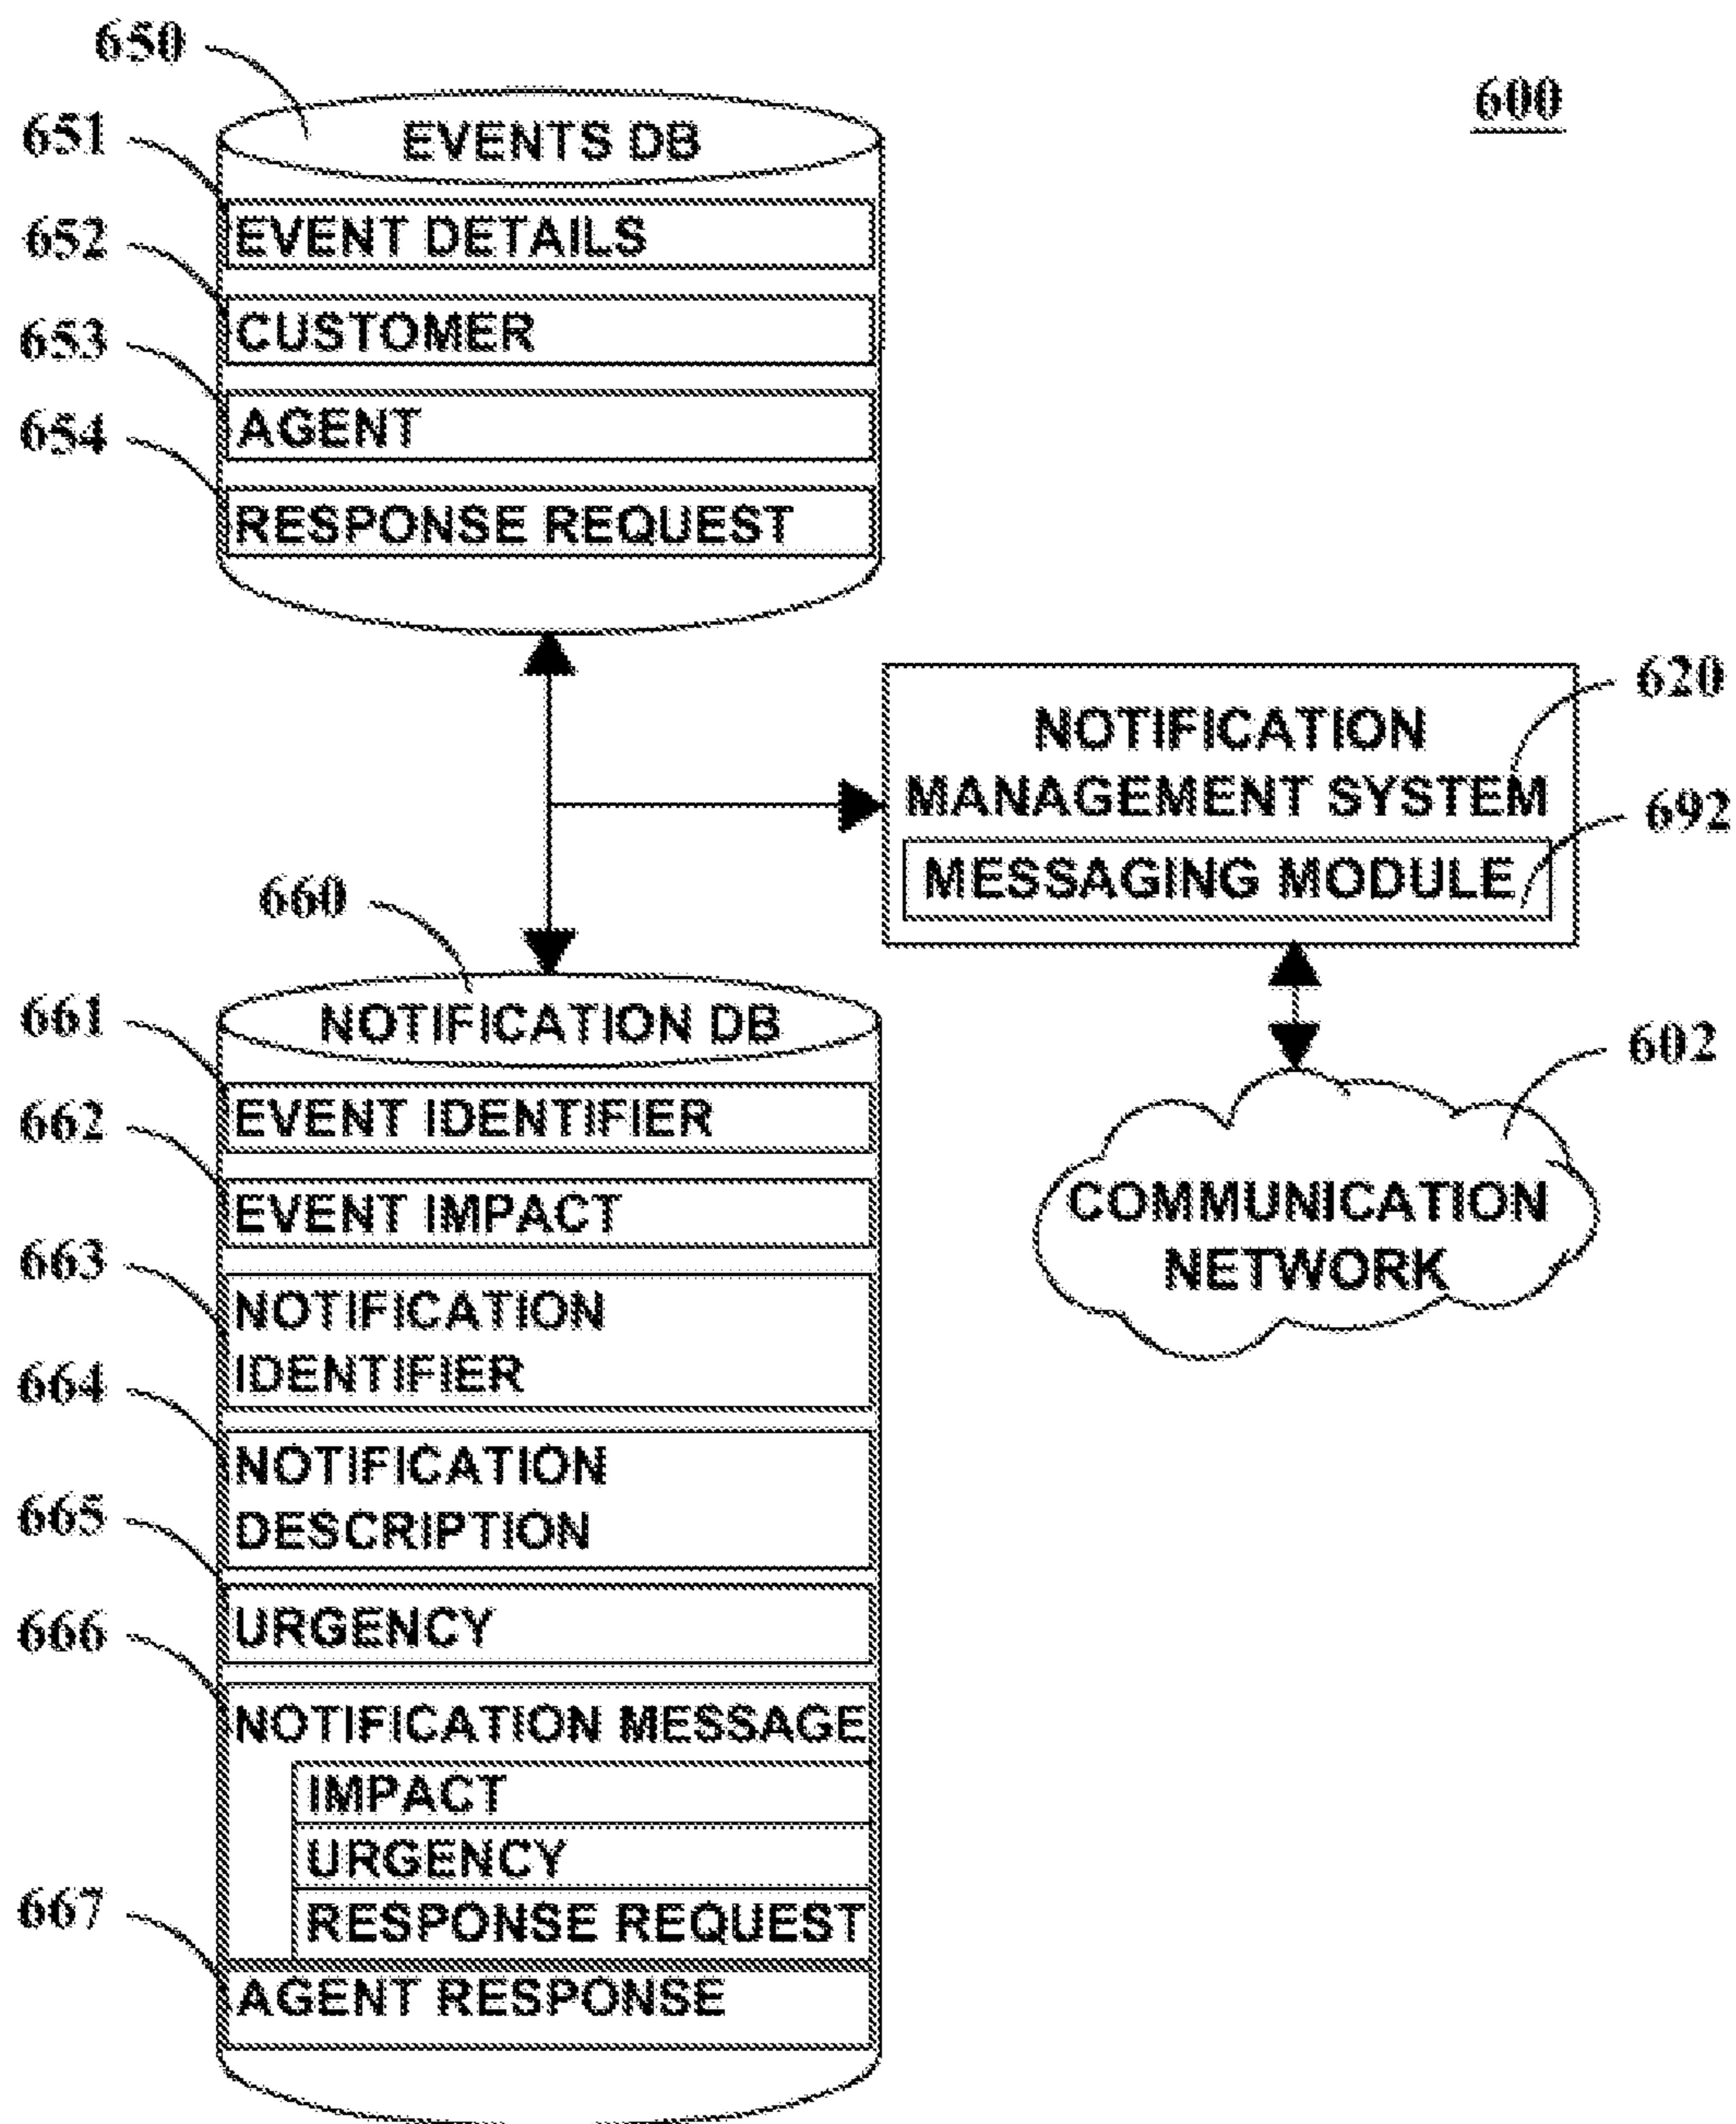 650
600
651
EVENTS DB
652
EVENT DETAILS
653
CUSTOMER
654
AGENT
RESPONSE REQUEST
620
NOTIFICATION
MANAGEMENT SYSTEM
692
MESSAGING MODULE
660
602
661
NOTIFICATION DB
662
EVENT IDENTIFIER
663
EVENT IMPACT
COMMUNICATION
NETWORK
664
NOTIFICATION
IDENTIFIER
665
NOTIFICATION
DESCRIPTION
666
URGENCY
NOTIFICATION MESSAGE
IMPACT
URGENCY
RESPONSE REQUEST
667
AGENT RESPONSE